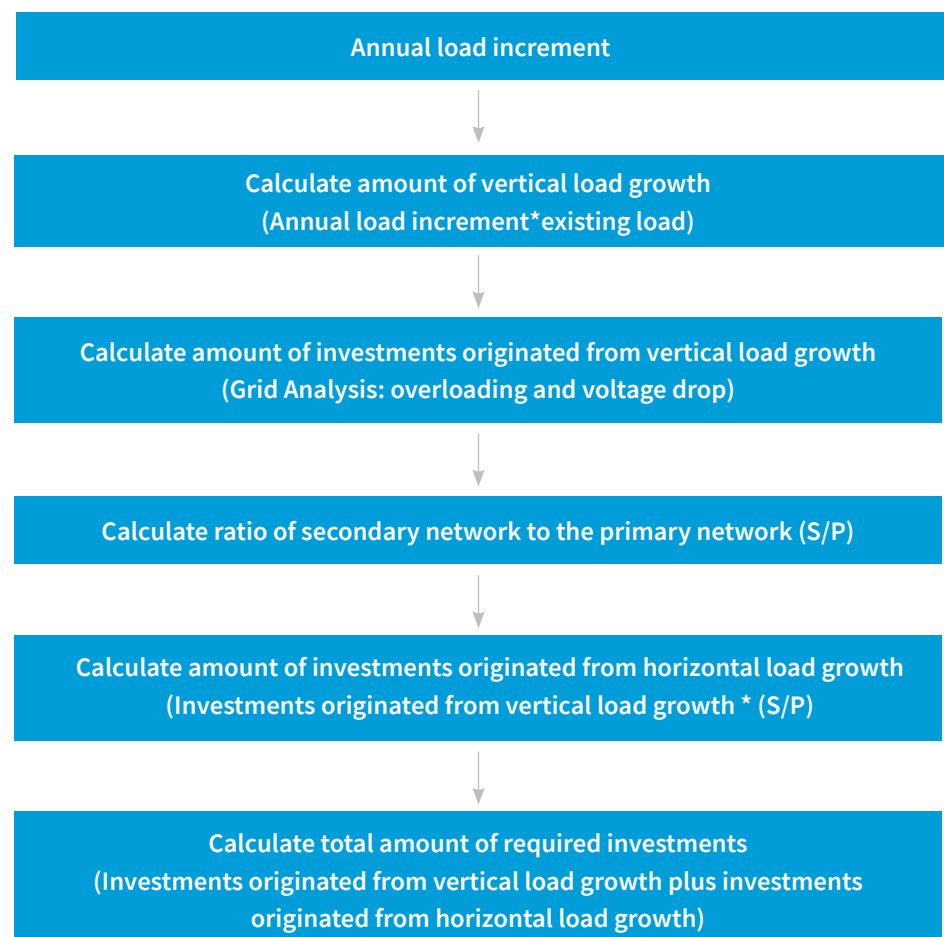 Annual load increment
Calculate amount of vertical load growth
(Annual load increment*existing load)
Calculate amount of investments originated from vertical load growth
(Grid Analysis: overloading and voltage drop)
Calculate ratio of secondary network to the primary network (S/P)
Calculate amount of investments originated from horizontal load growth
(Investments originated from vertical load growth * (S/P)
Calculate total amount of required investments
(Investments originated from vertical load growth plus investments
originated from horizontal load growth)